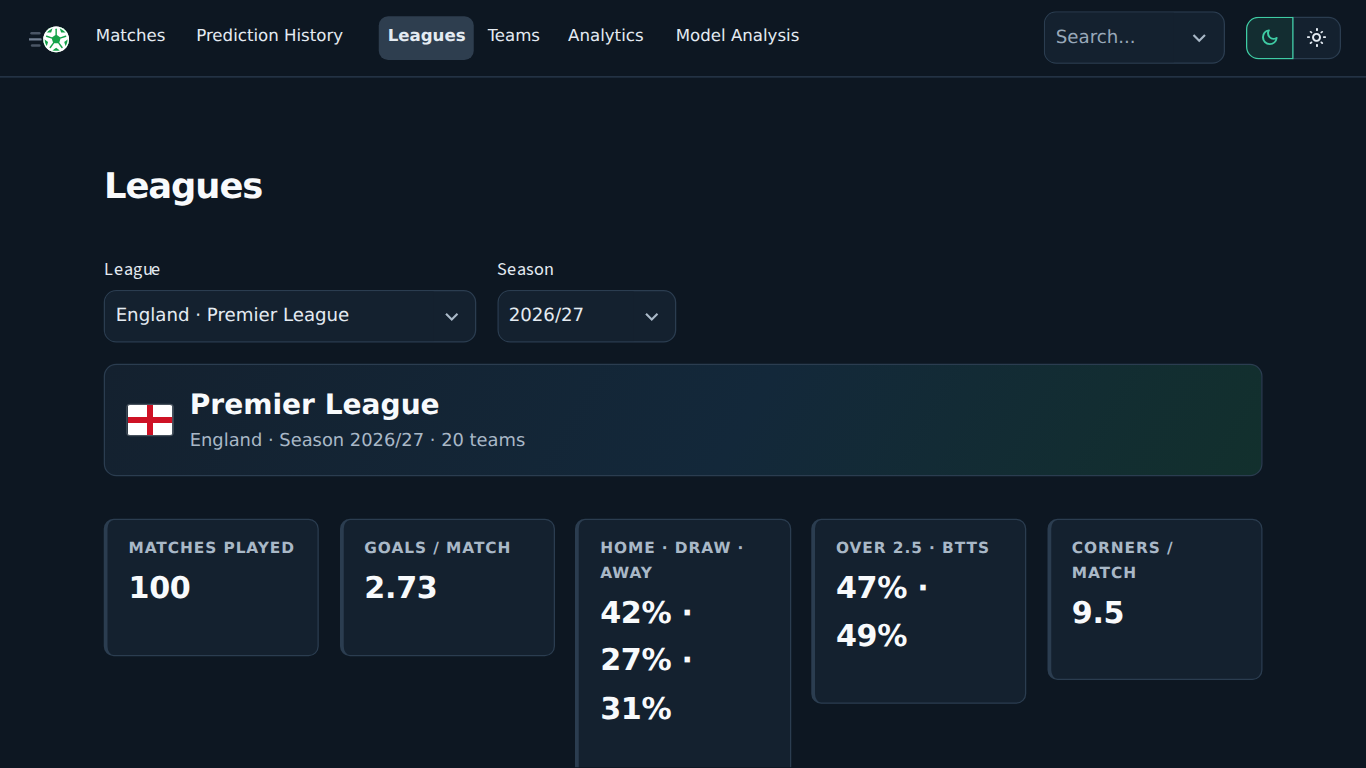 Matches Prediction History Leagues Teams Analytics Model Analysis Search...
Leagues
League Season
England · Premier League 2026/27
Premier League
England · Season 2026/27 · 20 teams
MATCHES PLAYED
100
GOALS / MATCH
2.73
HOME · DRAW ·
AWAY
42% ·
27% ·
31%
OVER 2.5 · BTTS
47% ·
49%
CORNERS /
MATCH
9.5